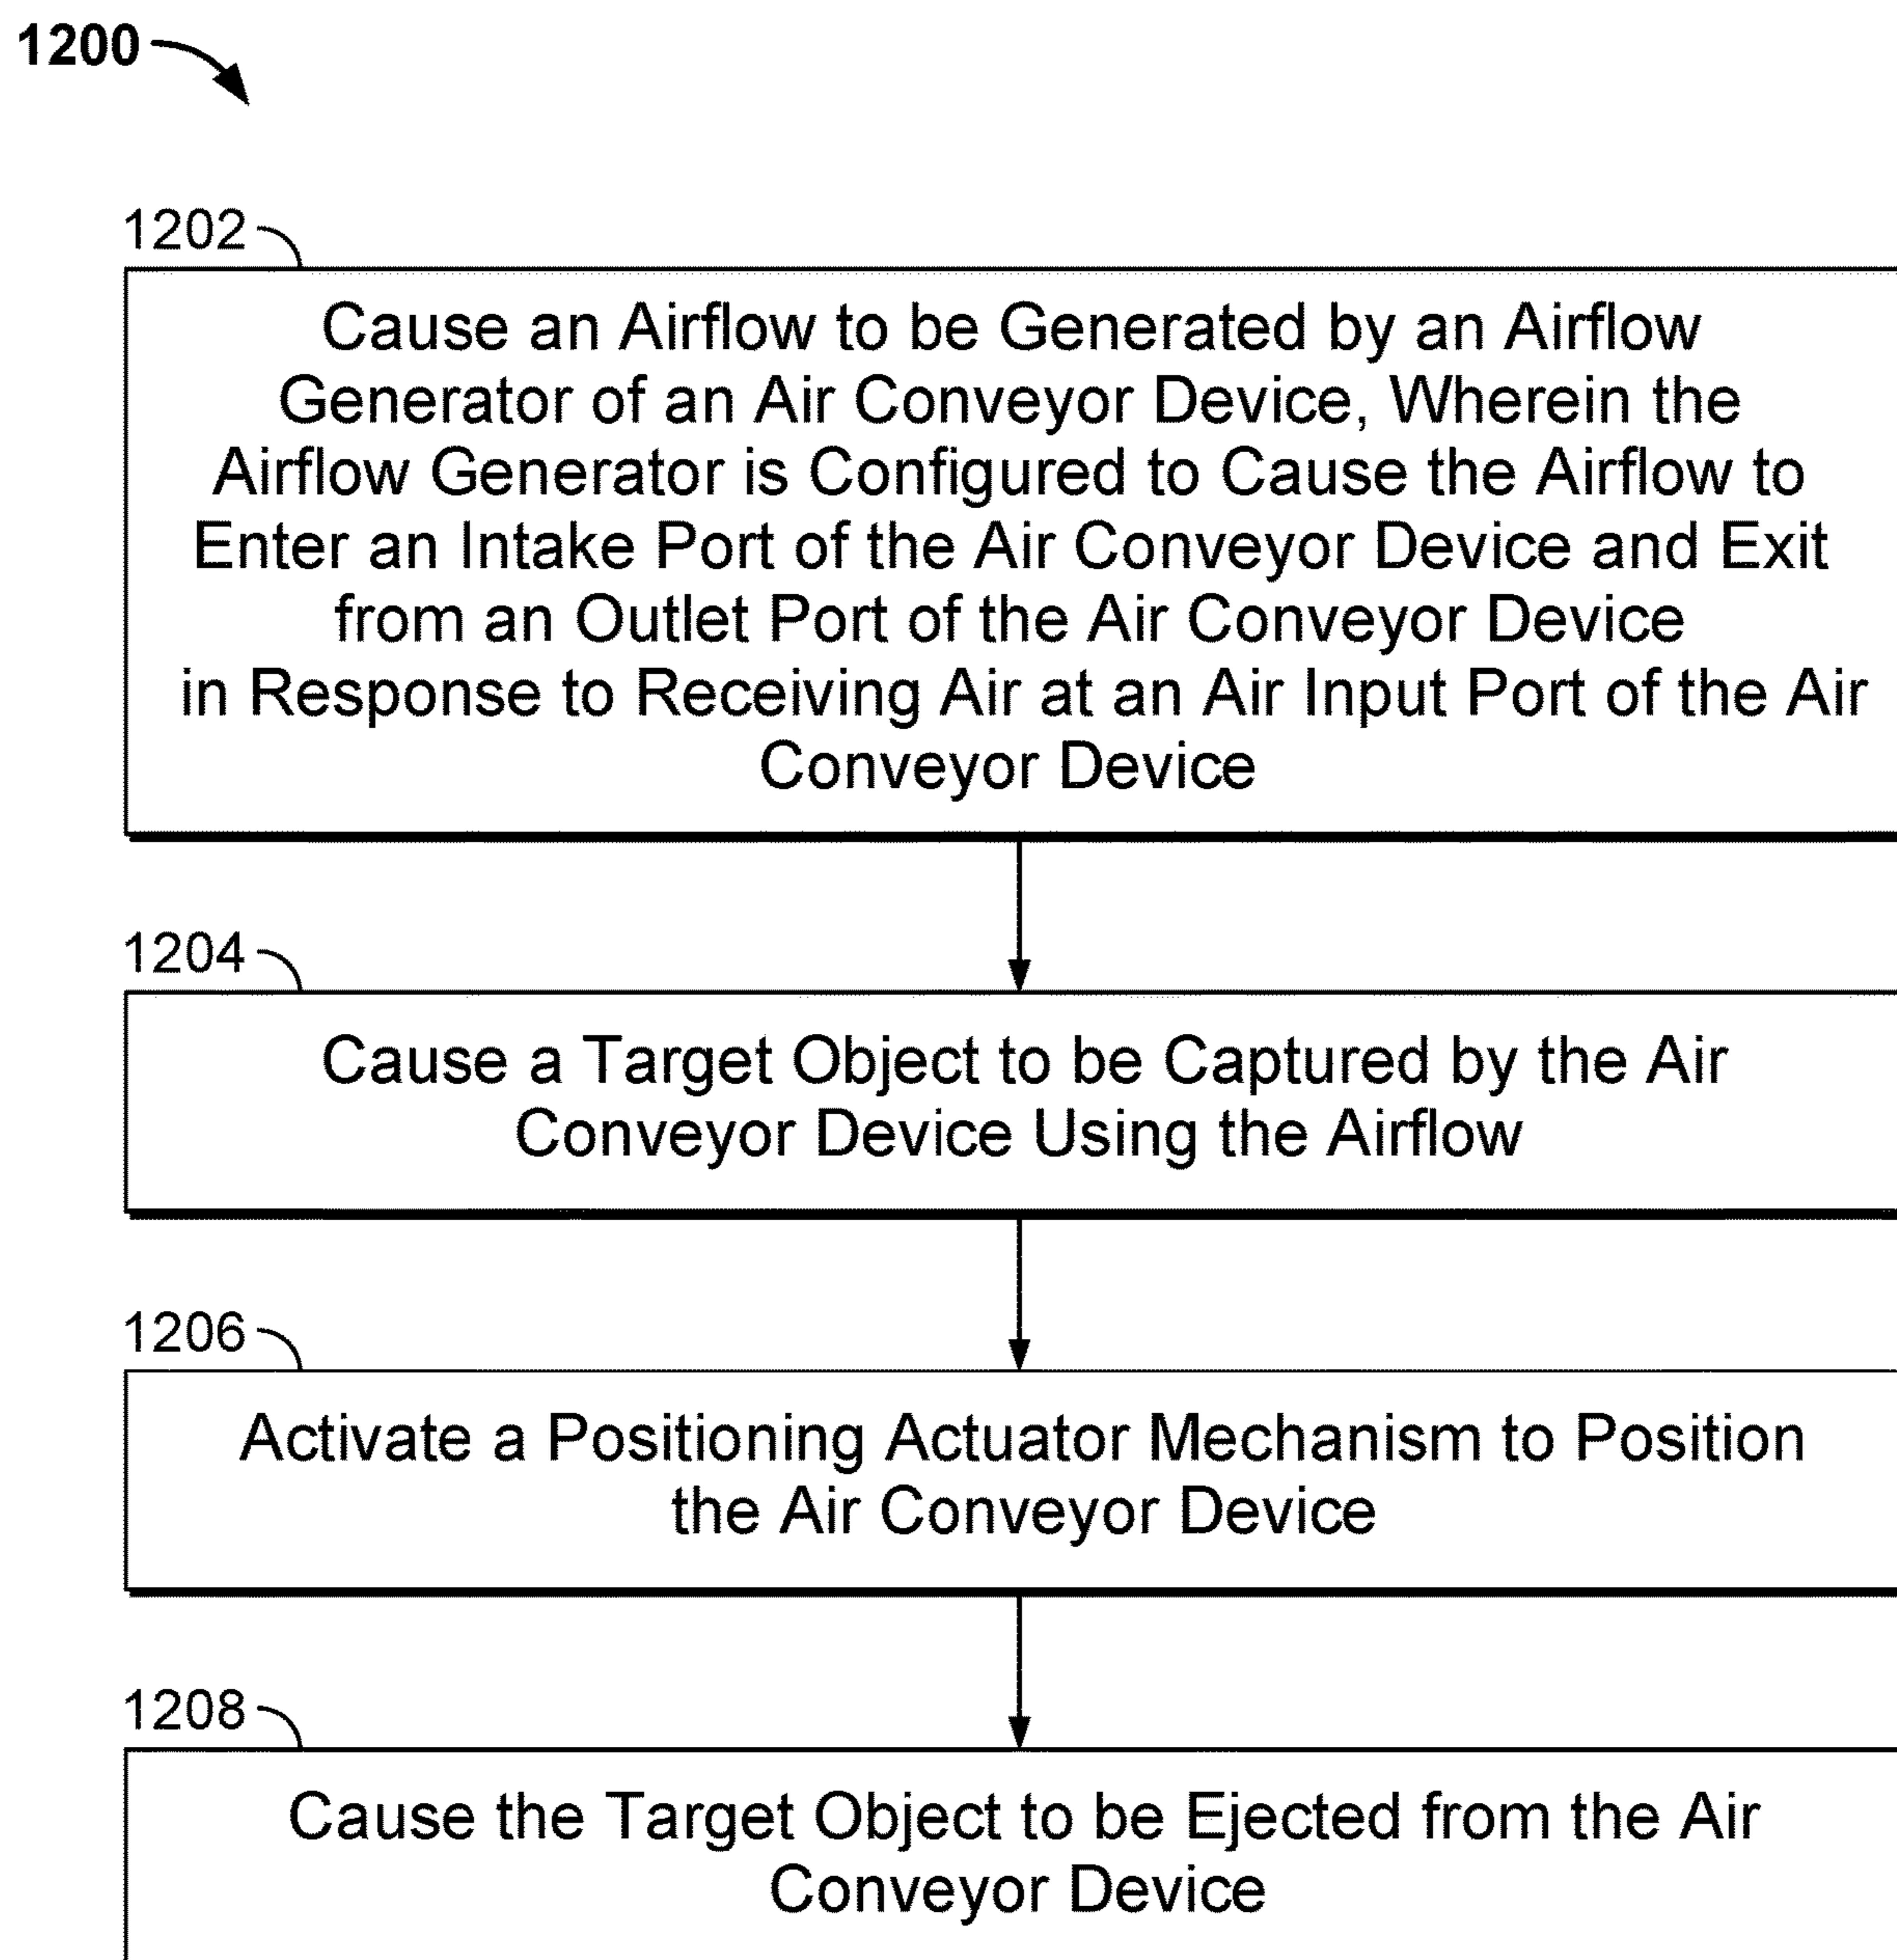 1200
1202
Cause an Airflow to be Generated by an Airflow
Generator of an Air Conveyor Device, Wherein the
Airflow Generator is Configured to Cause the Airflow to
Enter an Intake Port of the Air Conveyor Device and Exit
from an Outlet Port of the Air Conveyor Device
in Response to Receiving Air at an Air Input Port of the Air
Conveyor Device
1204
Cause a Target Object to be Captured by the Air
Conveyor Device Using the Airflow
1206
Activate a Positioning Actuator Mechanism to Position
the Air Conveyor Device
1208
Cause the Target Object to be Ejected from the Air
Conveyor Device